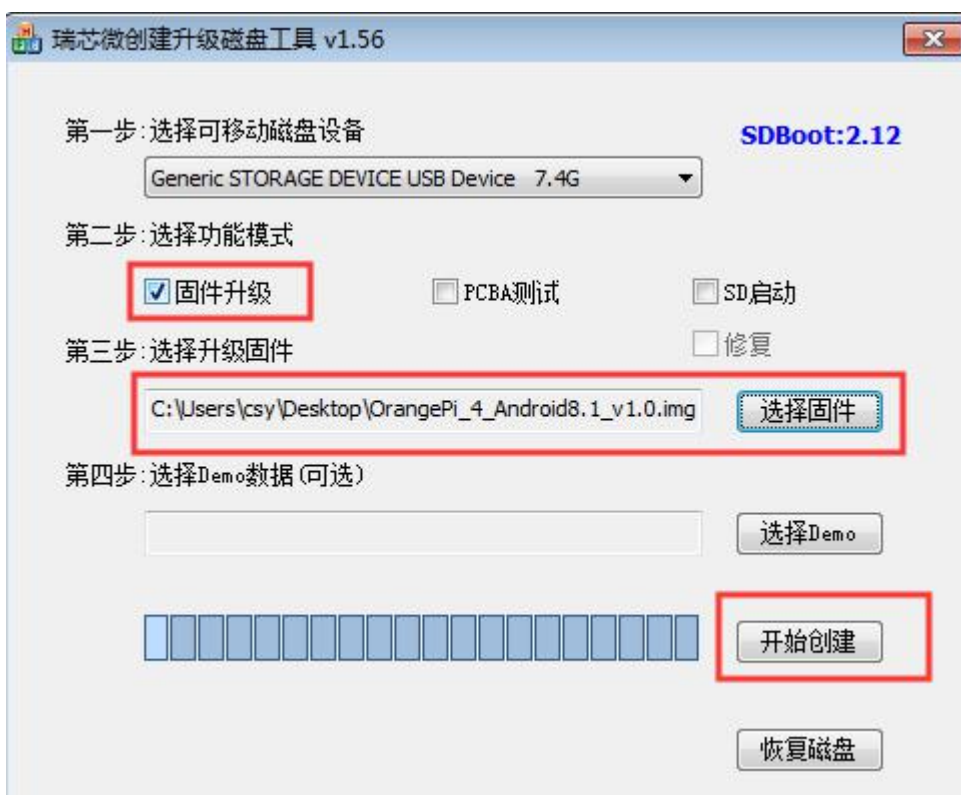 瑞芯微创建升级磁盘工具 v1.56
第一步:选择可移动磁盘设备
SDBoot:2.12
Generic STORAGE DEVICE USB Device 7.4G
第二步:选择功能模式
固件升级 PCBA测试 SD启动
修复
第三步:选择升级固件
C:\Users\csy\Desktop\OrangePi_4_Android8.1_v1.0.img 选择固件
第四步:选择Demo数据(可选)
选择Demo
开始创建
恢复磁盘